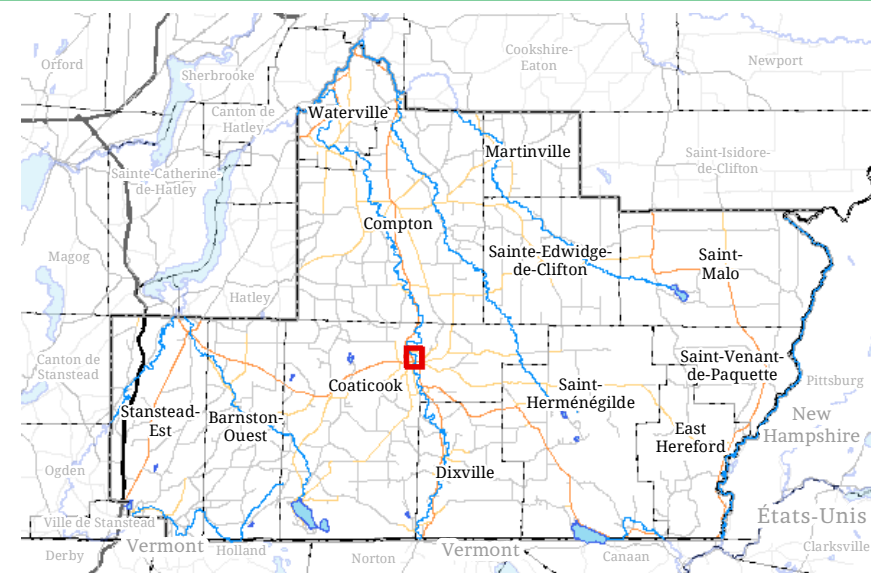 Cookshire-
Eaton
Orford
Newport
Sherbrooke
Canton de
Hatley
Waterville
Martinville
Saint-Isidore-
de-Clifton
Sainte-Catherine-
de-Hatley
Compton
Sainte-Edwidge-
de-Clifton
Saint-
Malo
Magog
Hatley
Canton de
Stanstead
Coaticook
Saint-Venant-
de-Paquette
Pittsburg
Saint-
Herménégilde
Stanstead-
Est
Barnston-
Ouest
East
Hereford
New
Hampshire
Ogden
Dixville
Ville de Stanstead
États-Unis
Derby
Vermont
Holland
Norton
Vermont
Canaan
Clarksville